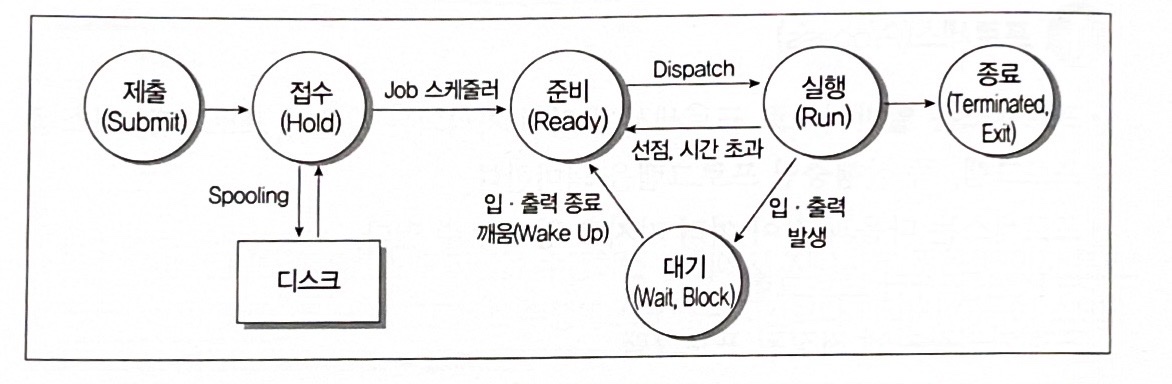 제출
(Submit)
접수
(Hold)
Job 스케줄러
준비
(Ready)
Dispatch
선점, 시간 초과
실행
(Run)
종료
(Terminated,
Exit)
Spooling
디스크
입 · 출력 종료
깨움(Wake Up)
대기
(Wait, Block)
입 · 출력
발생